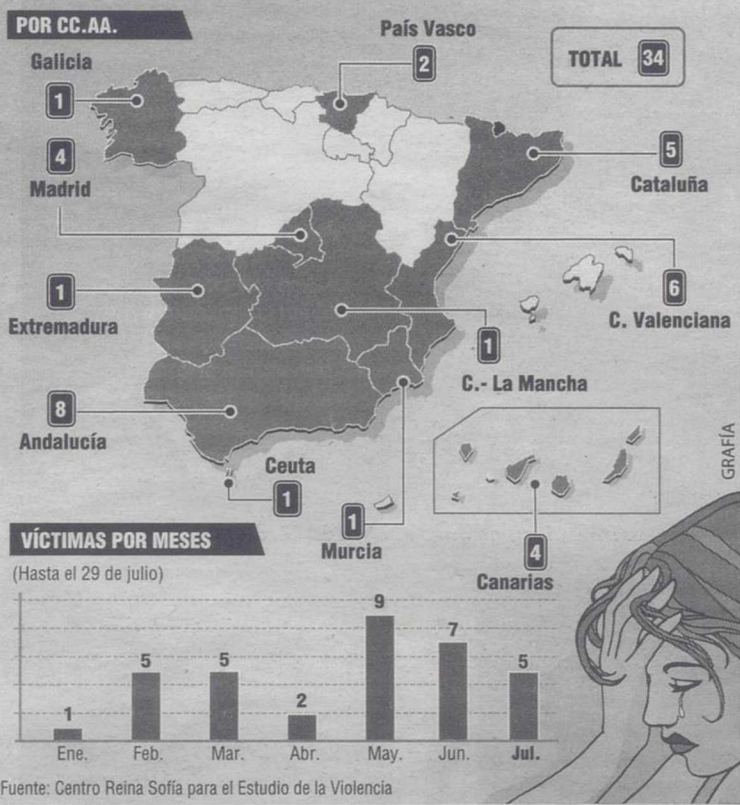 POR CC.AA.
País Vasco
2
TOTAL 34
Galicia
1
4
Madrid
5
Cataluña
1
Extremadura
6
C. Valenciana
1
C.- La Mancha
8
Andalucía
Ceuta
1
1
Murcia
4
Canarias
GRAFÍA
VÍCTIMAS POR MESES
(Hasta el 29 de julio)
1
5
5
2
9
7
5
Ene. Feb. Mar. Abr. May. Jun. Jul.
Fuente: Centro Reina Sofía para el Estudio de la Violencia